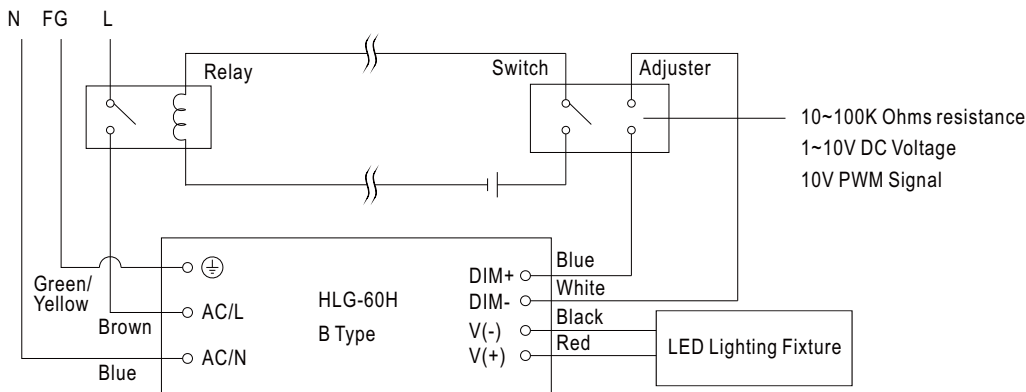 N FG L
Relay
Switch
Adjuster
10~100K Ohms resistance
1~10V DC Voltage
10V PWM Signal
Green/
Yellow
Brown
Blue
AC/L
AC/N
HLG-60H
B Type
DIM+
DIM-
V(-)
V(+)
Blue
White
Black
Red
LED Lighting Fixture